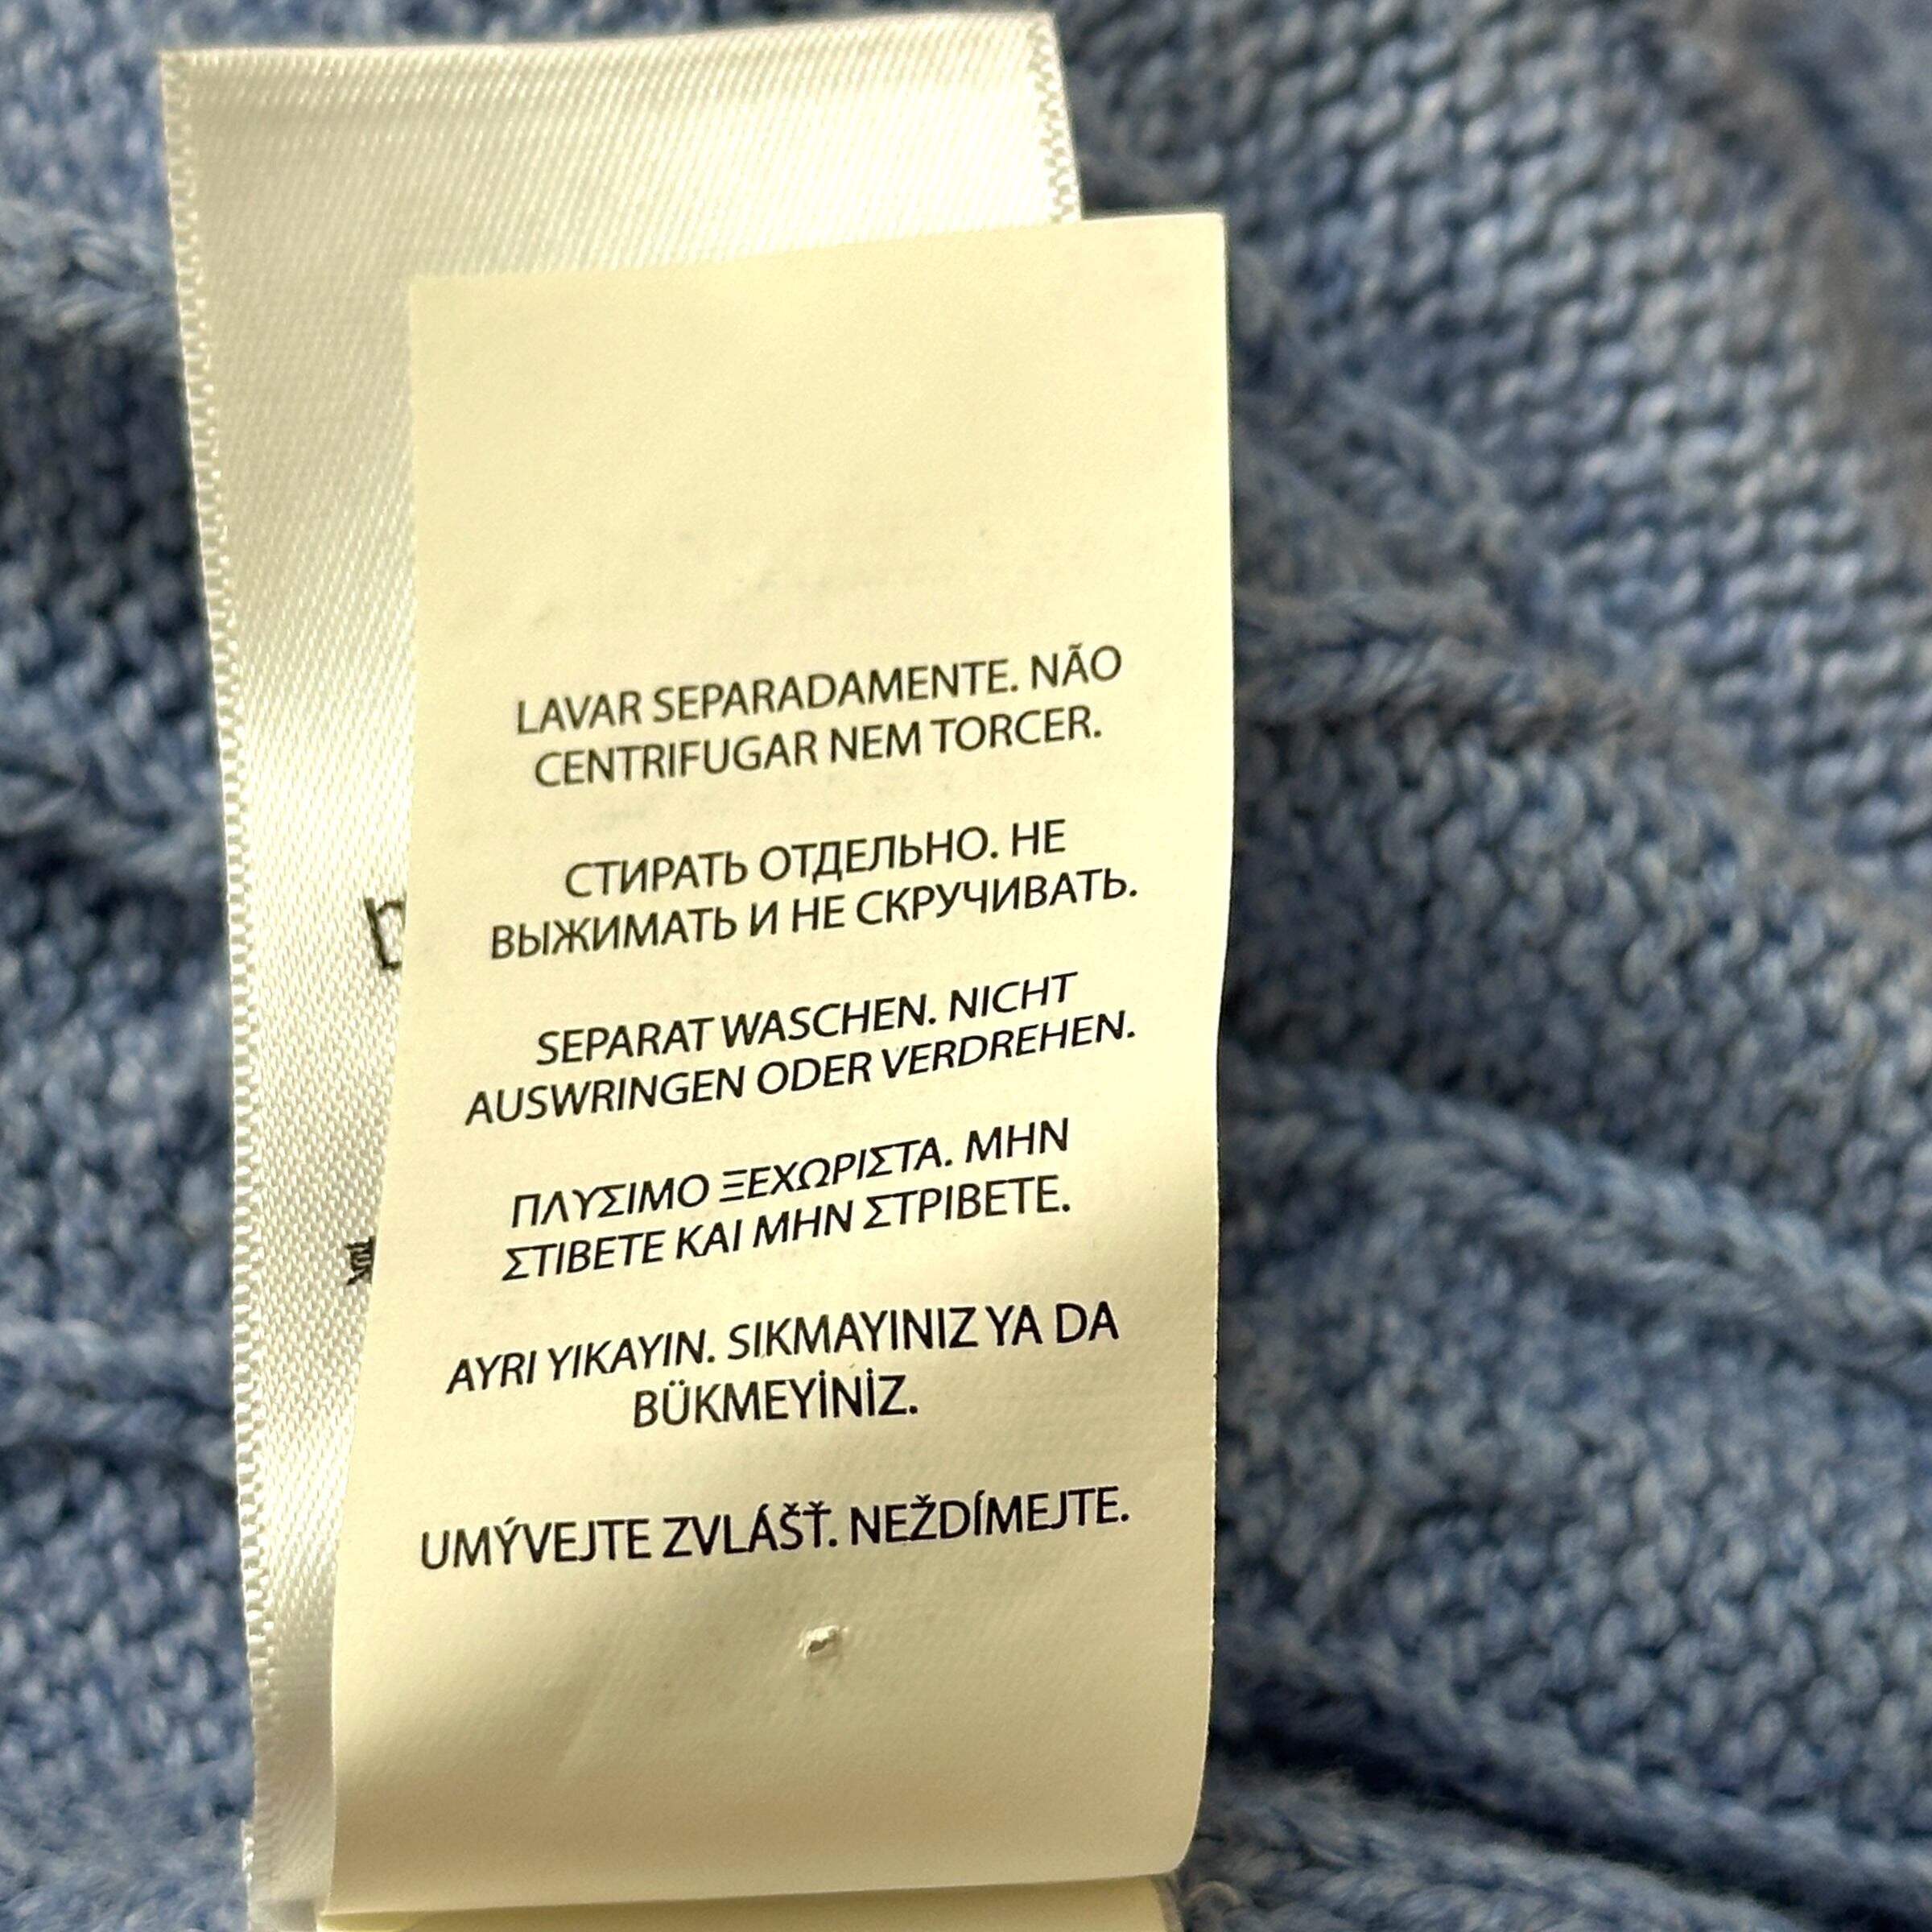 LAVAR SEPARADAMENTE. NÃO
CENTRIFUGAR NEM TORCER.
СТИРАТЬ ОТДЕЛЬНО. НЕ
ВЫЖИМАТЬ И НЕ СКРУЧИВАТЬ.
SEPARAT WASCHEN. NICHT
AUSWRINGEN ODER VERDREHEN.
ΠΛΥΣΙΜΟ ΞΕΧΩΡΙΣΤΑ. ΜΗΝ
ΣΤΙΒΕΤΕ ΚΑΙ ΜΗΝ ΣΤΡΙΒΕΤΕ.
AYRI YIKAYIN. SIKMAYINIZ YA DA
BÜKMEYİNİZ.
UMÝVEJTE ZVLÁŠŤ. NEŽDÍMEJTE.